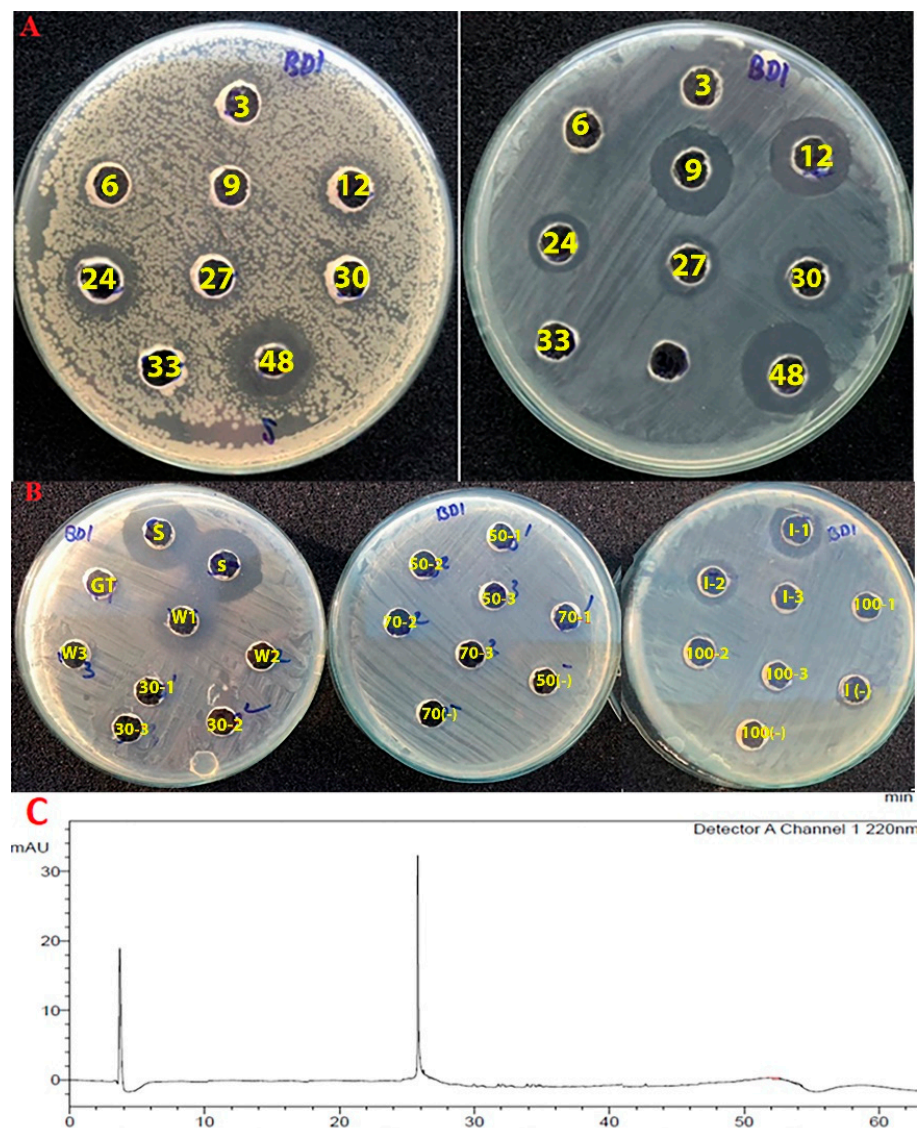 A
BD1
3
6 9 12
24 27 30
33 48
S
BD1
3
6
9 12
24
27 30
33
48
B
BD1
S
S
GT
W1
W3 W2
3
30-1
30-3 30-2
BD1
50-1
50-2
50-3
70-2 70-1
70-3
50(-)
70(-)
I-1
BD1
I-2
I-3 100-1
100-2
100-3
I (-)
100(-)
C
min
mAU
Detector A Channel 1 220nm
30
20
10
0
0 10 20 30 40 50 60